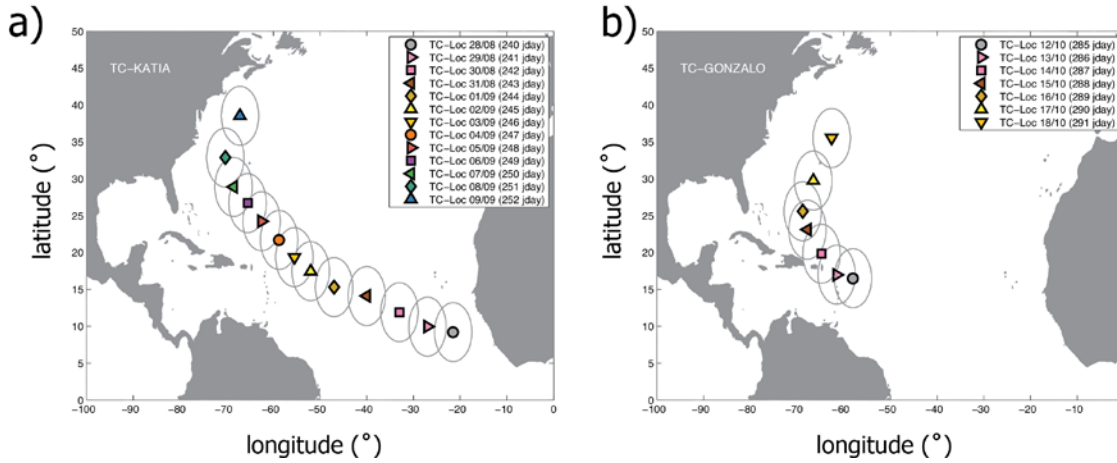 a)
TC-KATIA
TC-Loc 28/08 (240 jday)
TC-Loc 29/08 (241 jday)
TC-Loc 30/08 (242 jday)
TC-Loc 31/08 (243 jday)
TC-Loc 01/09 (244 jday)
TC-Loc 02/09 (245 jday)
TC-Loc 03/09 (246 jday)
TC-Loc 04/09 (247 jday)
TC-Loc 05/09 (248 jday)
TC-Loc 06/09 (249 jday)
TC-Loc 07/09 (250 jday)
TC-Loc 08/09 (251 jday)
TC-Loc 09/09 (252 jday)
50
45
40
35
30
25
20
15
10
5
0
latitude (°)
-100 -90 -80 -70 -60 -50 -40 -30 -20 -10 0
longitude (°)
b)
TC-GONZALO
TC-Loc 12/10 (285 jday)
TC-Loc 13/10 (286 jday)
TC-Loc 14/10 (287 jday)
TC-Loc 15/10 (288 jday)
TC-Loc 16/10 (289 jday)
TC-Loc 17/10 (290 jday)
TC-Loc 18/10 (291 jday)
50
45
40
35
30
25
20
15
10
5
0
latitude (°)
-100 -90 -80 -70 -60 -50 -40 -30 -20 -10
longitude (°)